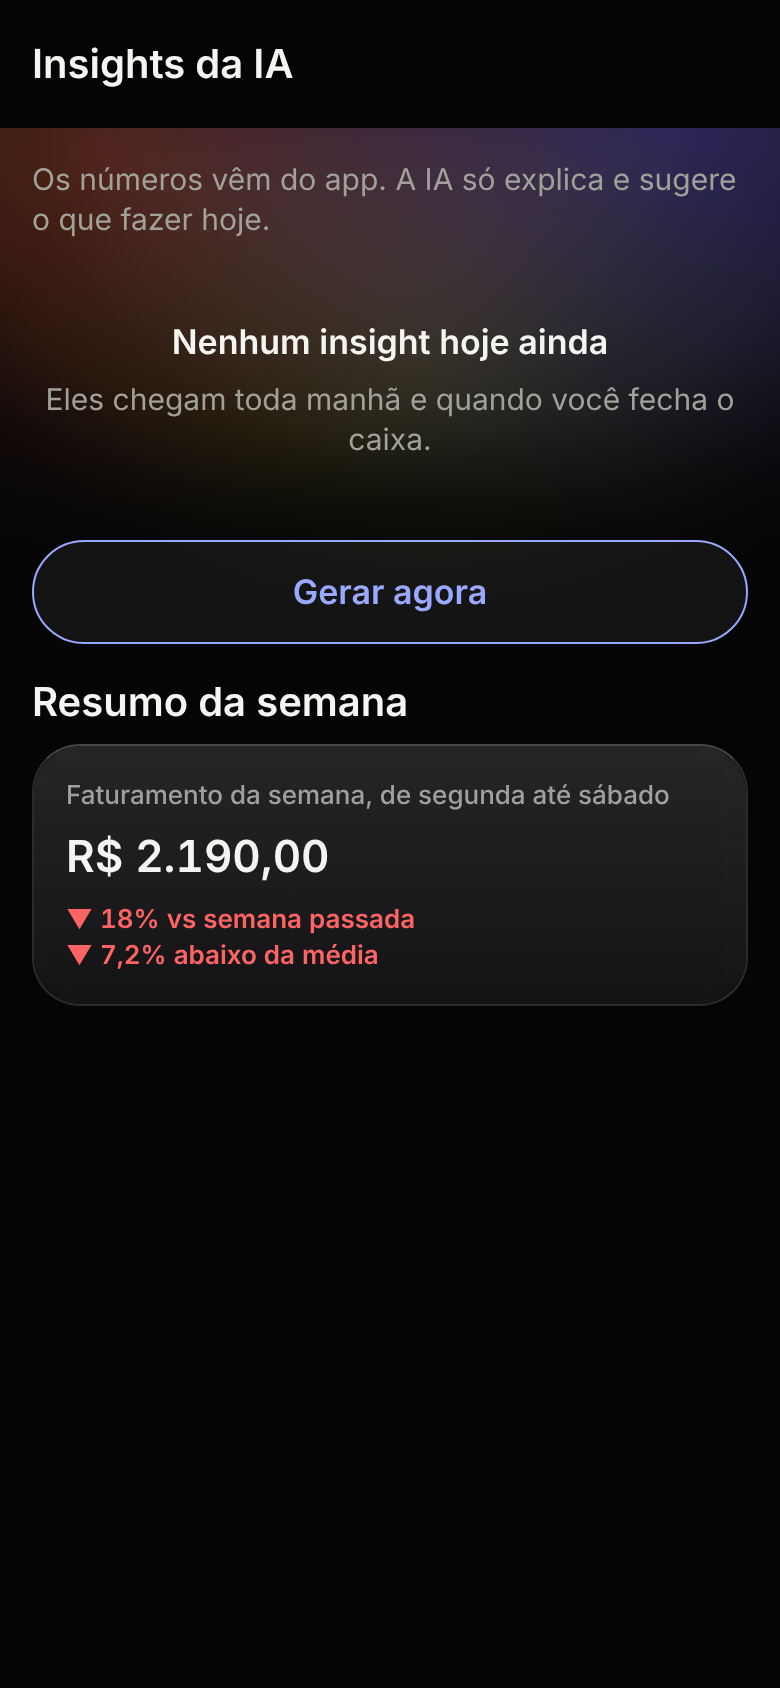 Insights da IA
Os números vêm do app. A IA só explica e sugere
o que fazer hoje.
Nenhum insight hoje ainda
Eles chegam toda manhã e quando você fecha o
caixa.
Gerar agora
Resumo da semana
Faturamento da semana, de segunda até sábado
R$ 2.190,00
▼ 18% vs semana passada
▼ 7,2% abaixo da média